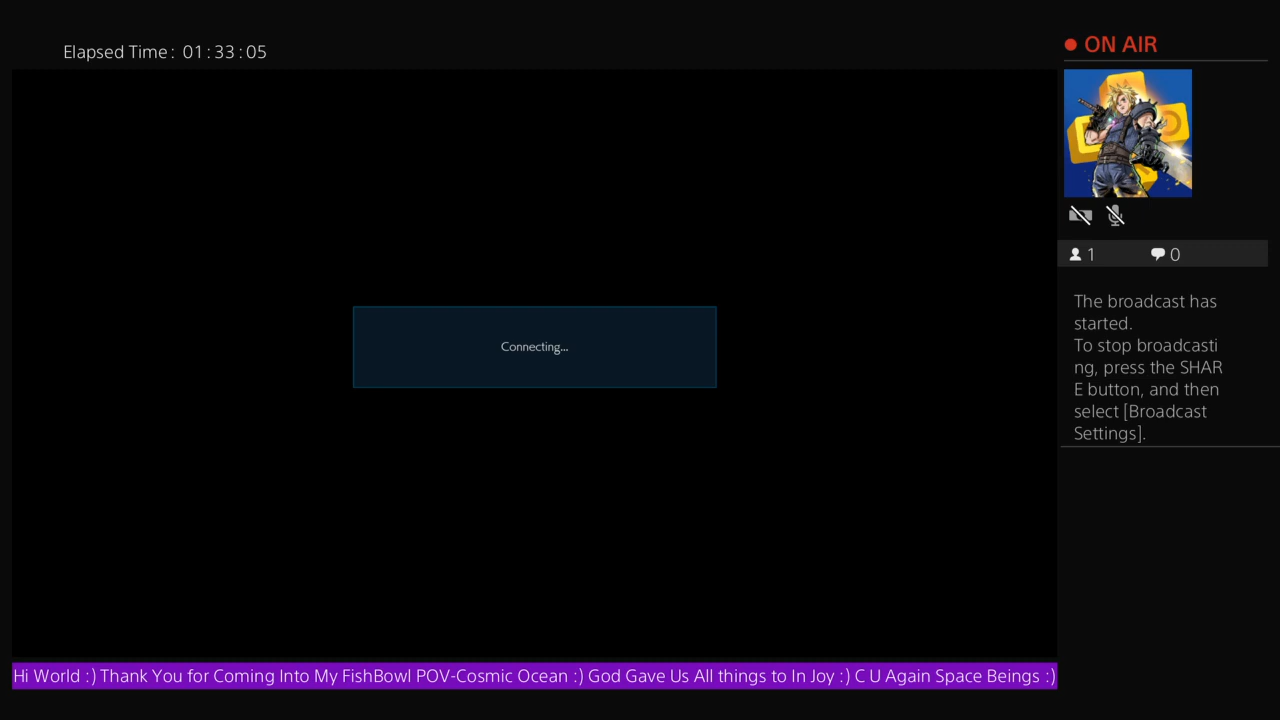 Elapsed Time: 01:33:05
ON AIR
1
0
The broadcast has
started.
To stop broadcasti
ng, press the SHAR
E button, and then
select [Broadcast
Settings].
Connecting...
Hi World :) Thank You for Coming Into My FishBowl POV-Cosmic Ocean :) God Gave Us All things to In Joy :) C U Again Space Beings :)